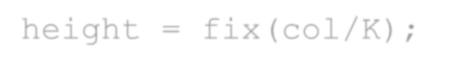 height = fix(col/K);